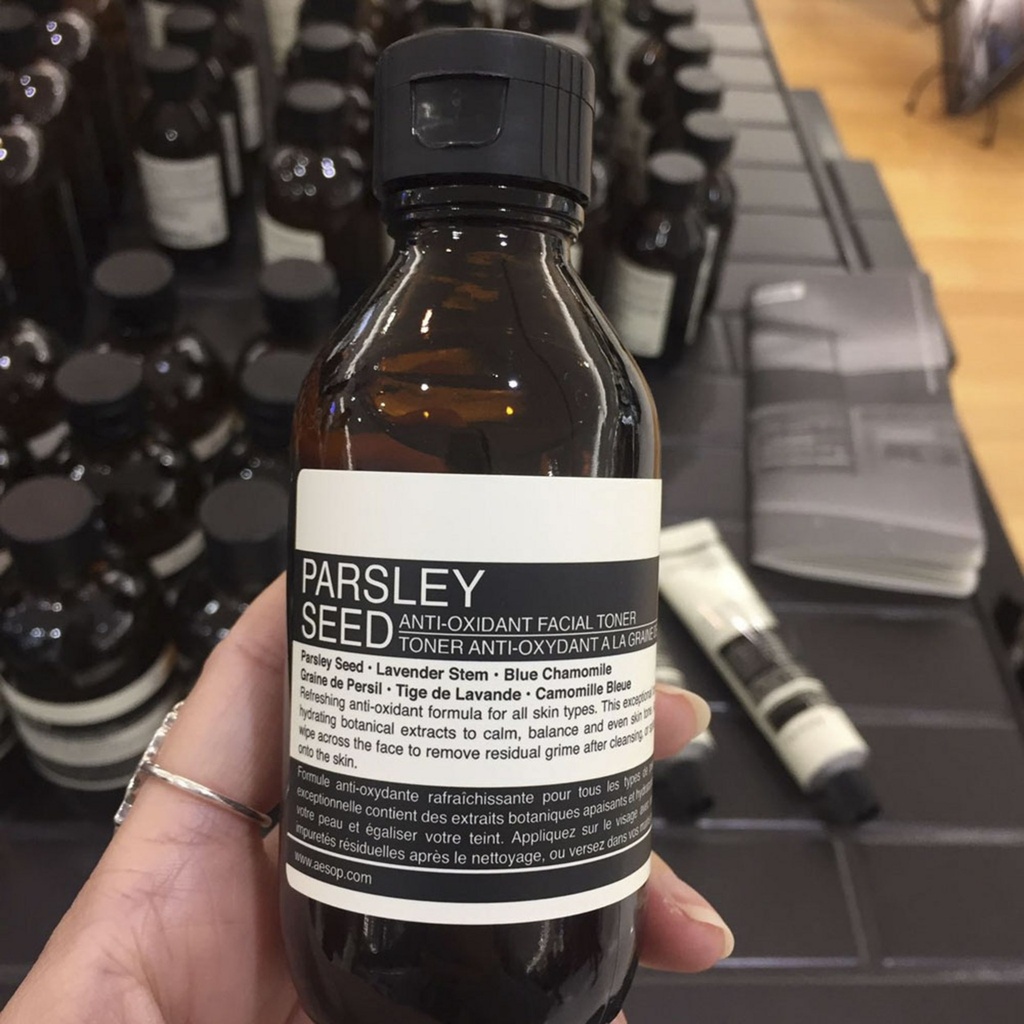 PARSLEY
SEED
ANTI-OXIDANT FACIAL TONER
TONER ANTI-OXYDANT A LA GRAINE
Parsley Seed · Lavender Stem · Blue Chamomile
Graine de Persil · Tige de Lavande · Camomille Bleue
Refreshing anti-oxidant formula for all skin types. This exceptional
hydrating botanical extracts to calm, balance and even skin tone
wipe across the face to remove residual grime after cleansing, or
onto the skin.
Formule anti-oxydante rafraîchissante pour tous les types de
exceptionnelle contient des extraits botaniques apaisants et
votre peau et égaliser votre teint. Appliquez sur le visage
impuretés résiduelles après le nettoyage, ou versez dans vos
www.aesop.com